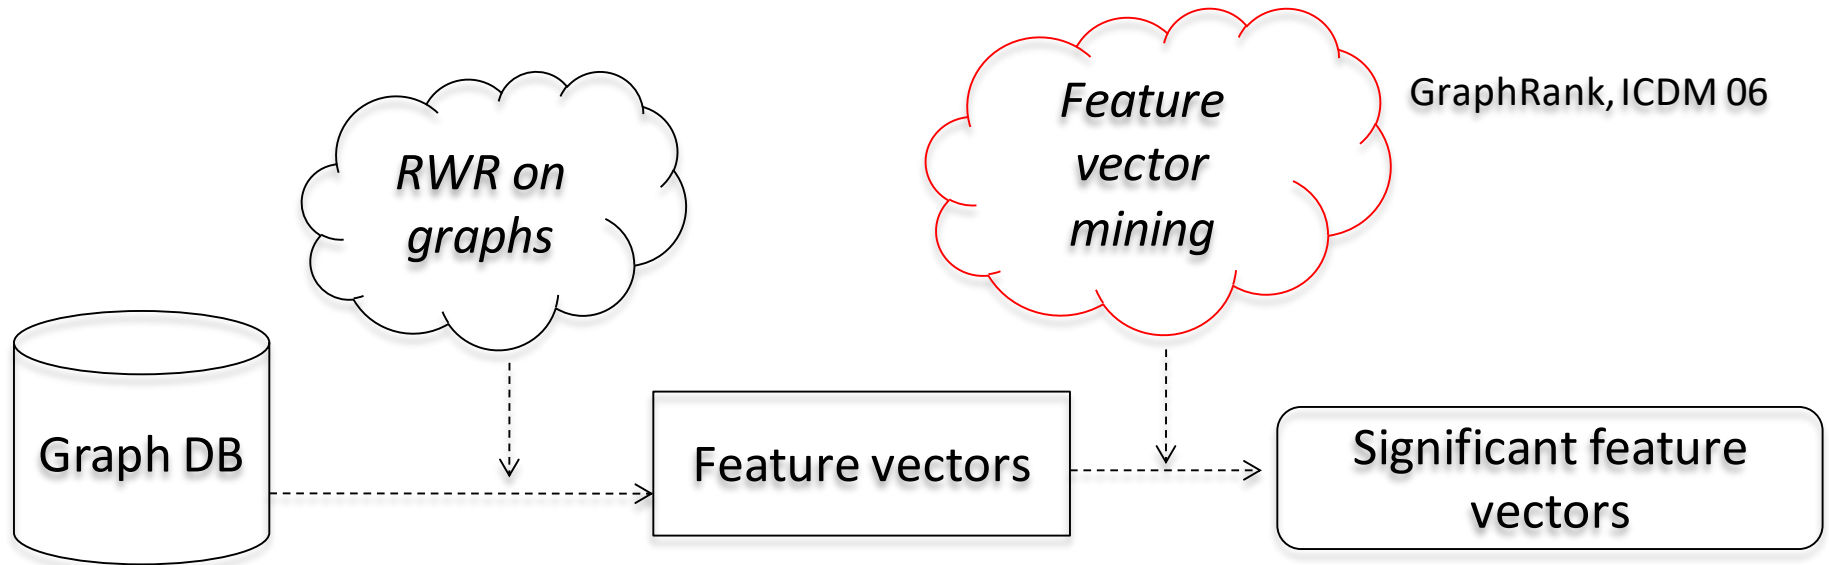 RWR on
graphs
Feature
vector
mining
GraphRank, ICDM 06
Graph DB
Feature vectors
Significant feature
vectors